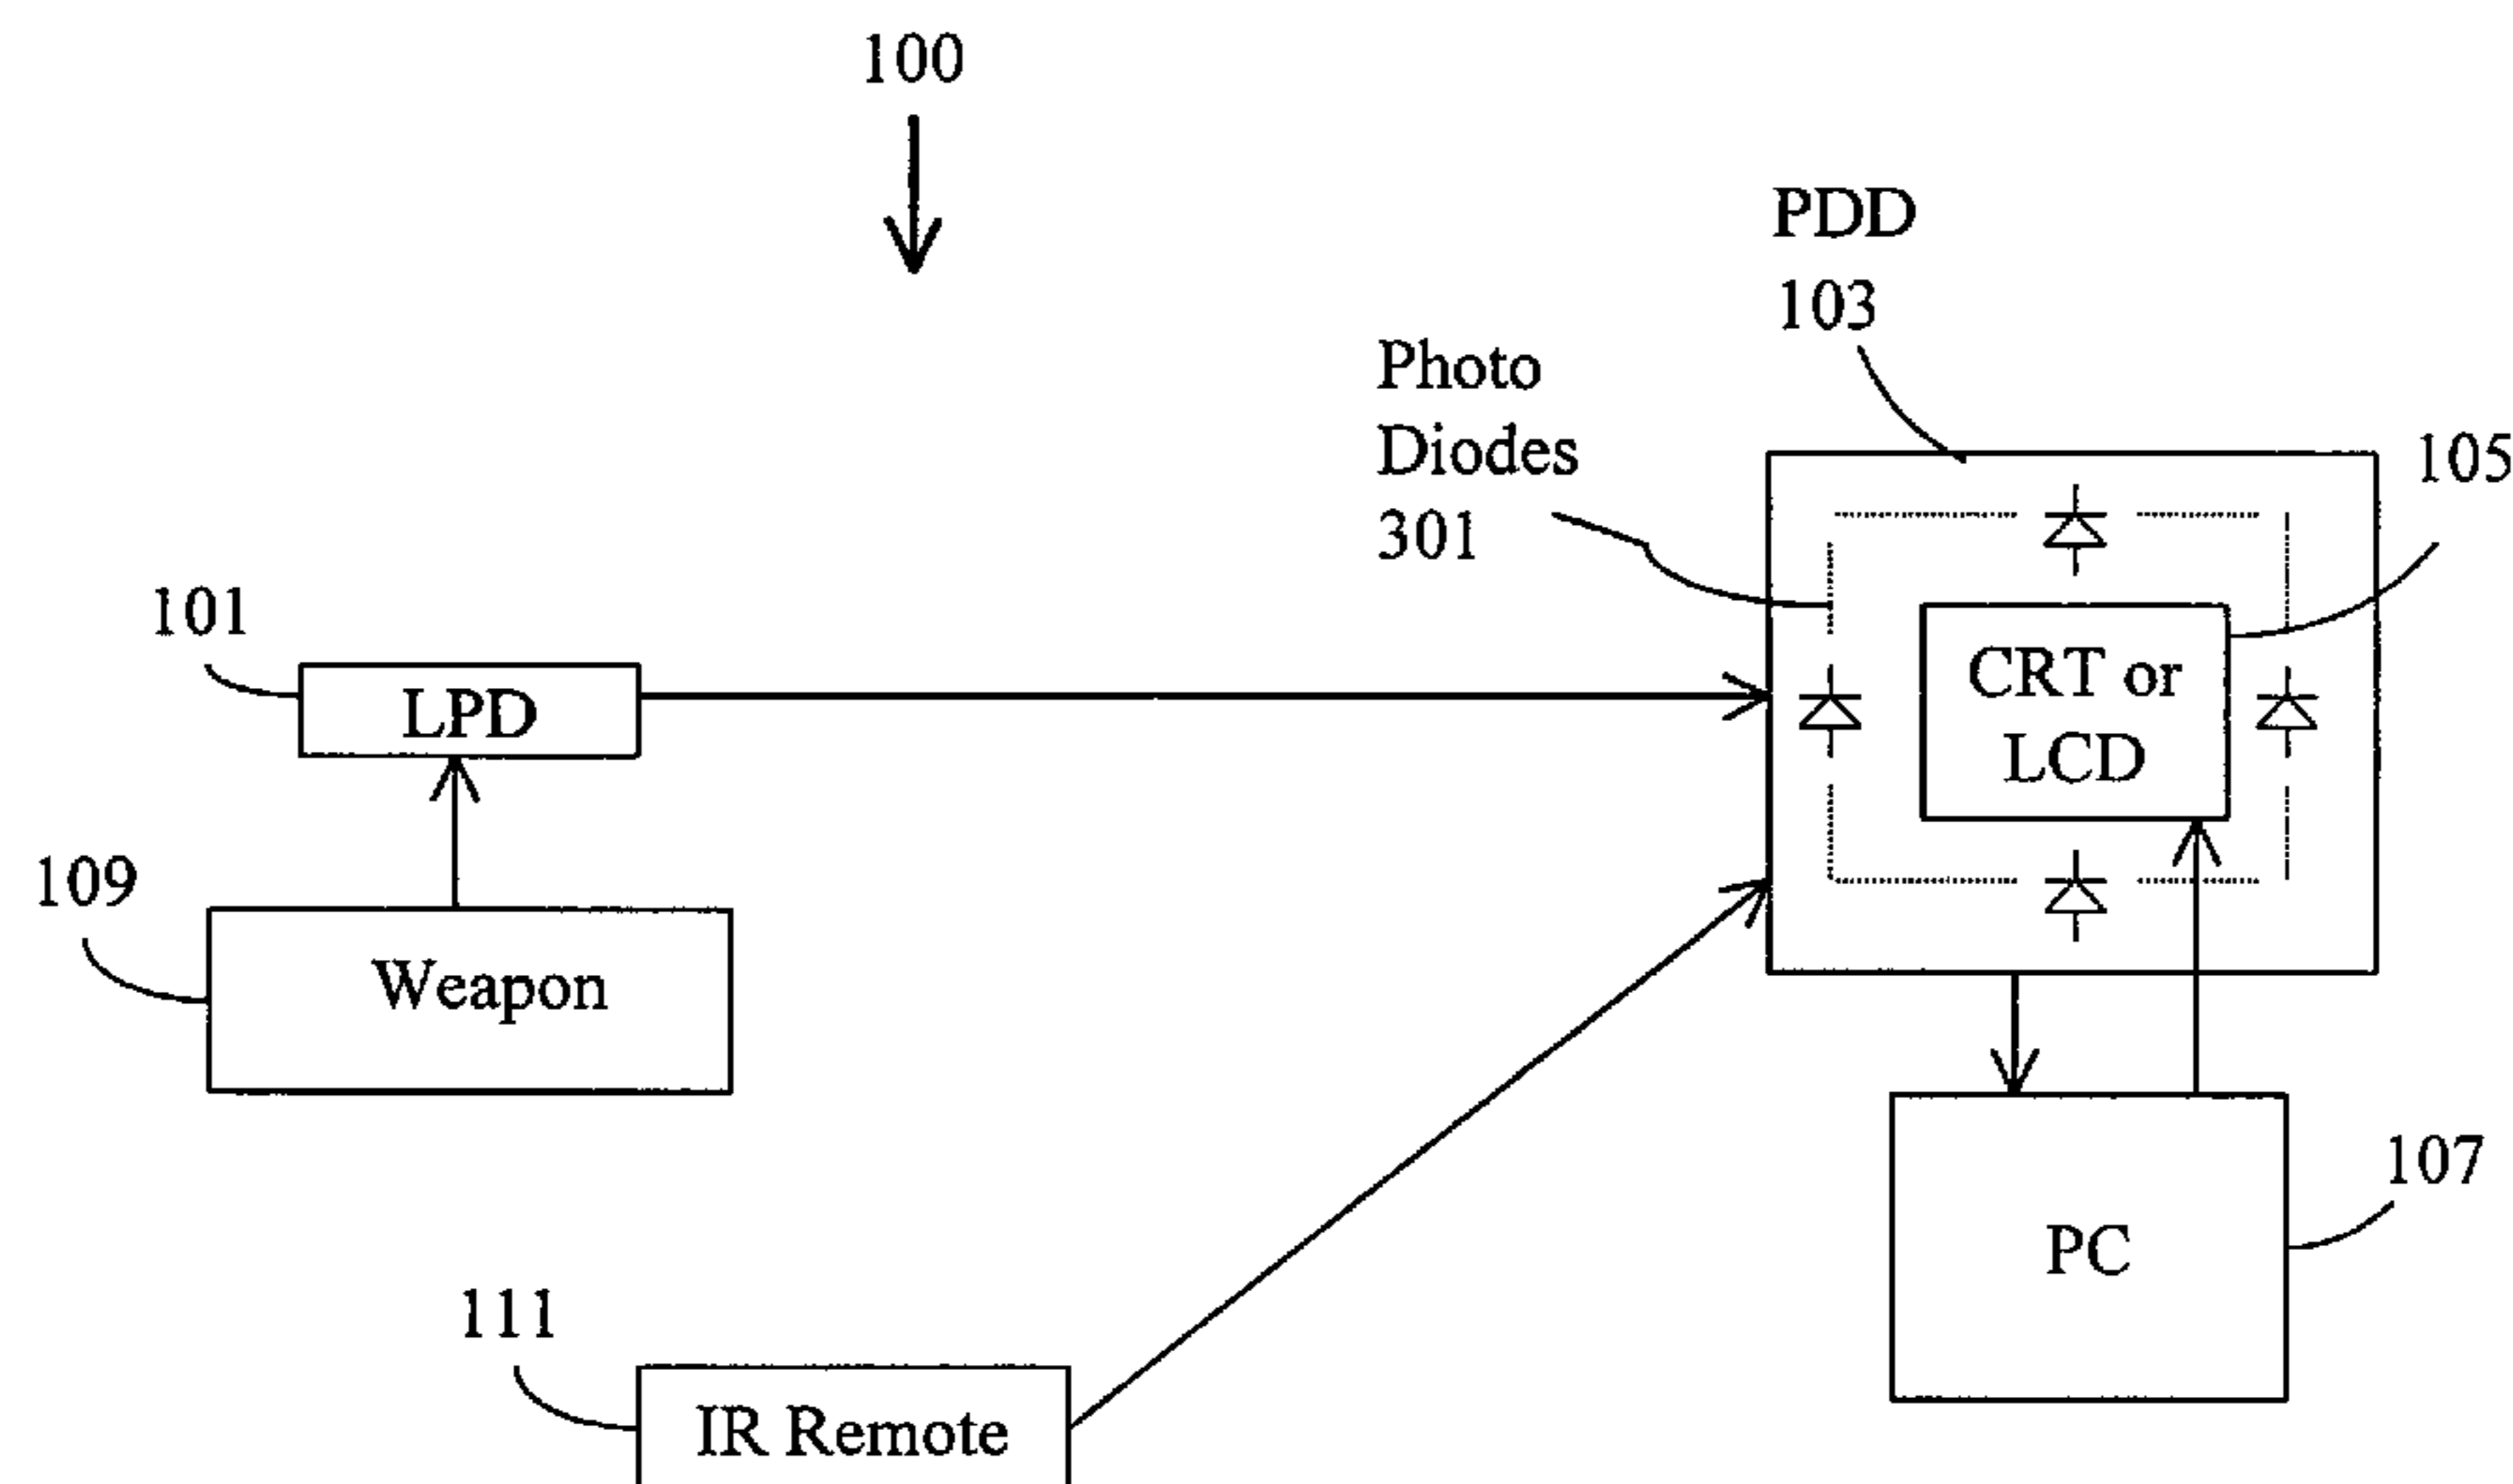 100
PDD
103
Photo
Diodes
301
105
101
LPD
CRT or
LCD
109
Weapon
107
PC
111
IR Remote